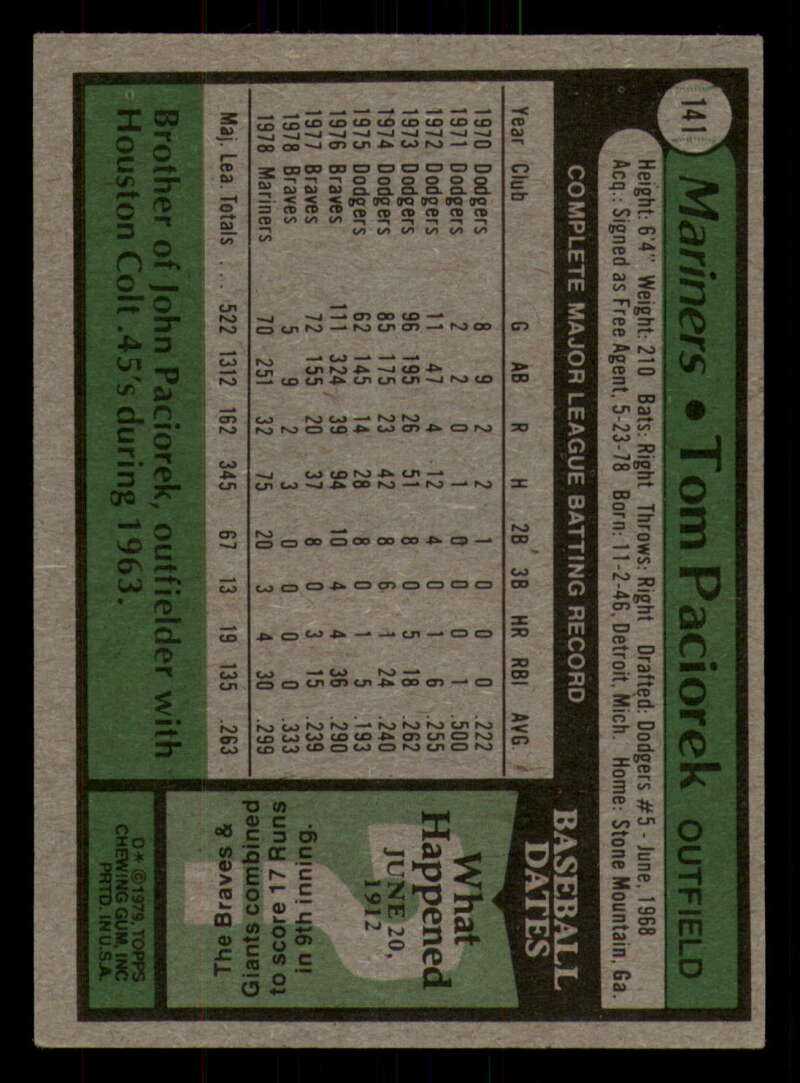 141
Mariners • Tom Paciorek OUTFIELD
Height: 6'4" Weight: 210 Bats: Right Throws: Right Drafted: Dodgers #5 - June, 1968
Acq.: Signed as Free Agent, 5-23-78 Born: 11-2-46, Detroit, Mich. Home: Stone Mountain, Ga.
COMPLETE MAJOR LEAGUE BATTING RECORD
Year Club G AB R H 2B 3B HR RBI AVG.
1970 Dodgers 8 9 2 2 1 0 0 0 .222
1971 Dodgers 2 2 0 1 0 0 0 1 .500
1972 Dodgers 11 47 4 12 4 0 1 6 .255
1973 Dodgers 96 195 26 51 8 0 5 18 .262
1974 Dodgers 85 175 23 42 8 6 1 24 .240
1975 Dodgers 62 145 14 28 8 0 1 5 .193
1976 Braves 111 324 39 94 10 4 4 36 .290
1977 Braves 72 155 20 37 8 0 3 15 .239
1978 Braves 5 9 2 3 0 0 0 0 .333
1978 Mariners 70 251 32 75 20 3 4 30 .299
Maj. Lea Totals . . . 522 1312 162 345 67 13 19 135 .263
Brother of John Paciorek, outfielder with
Houston Colt .45's during 1963.
BASEBALL
DATES
What
Happened
JUNE 20,
1912
The Braves &
Giants combined
to score 17 Runs
in 9th inning.
D* ©1979, TOPPS
CHEWING GUM, INC
PRTD. IN U.S.A.